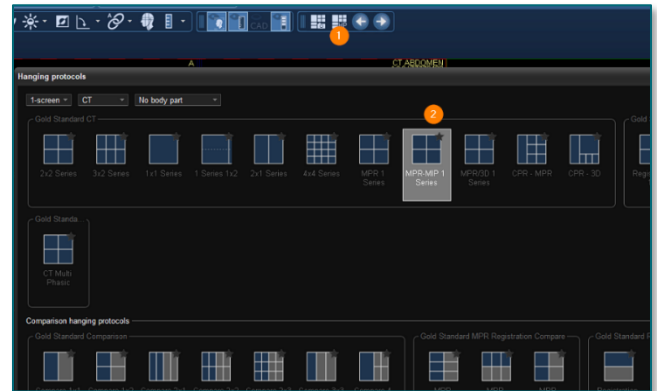 CAD
1
A
CT ABDOMEN
Hanging protocols
1-screen
CT
No body part
2
Gold Standard CT
Gold
2x2 Series
3x2 Series
1x1 Series
1 Series 1x2
2x1 Series
4x4 Series
MPR 1
Series
MPR-MIP 1
Series
MPR/3D 1
Series
CPR - MPR
CPR - 3D
Gold Standa...
CT Multi
Phasic
Comparison hanging protocols
Gold Standard Comparison
Gold Standard MPR Registration Compare
Gold Standard
MPR
MPR
MPR